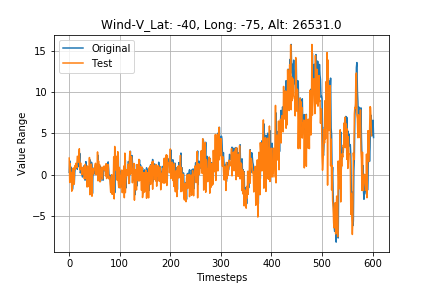 Wind-V_Lat: -40, Long: -75, Alt: 26531.0
Original
Test
Value Range
15
10
5
0
−5
0 100 200 300 400 500 600
Timesteps